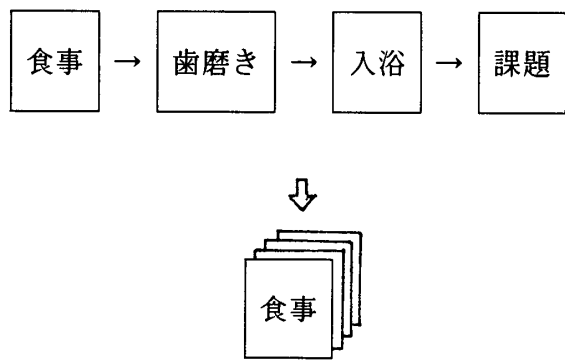 食事 → 歯磨き → 入浴 → 課題
食事